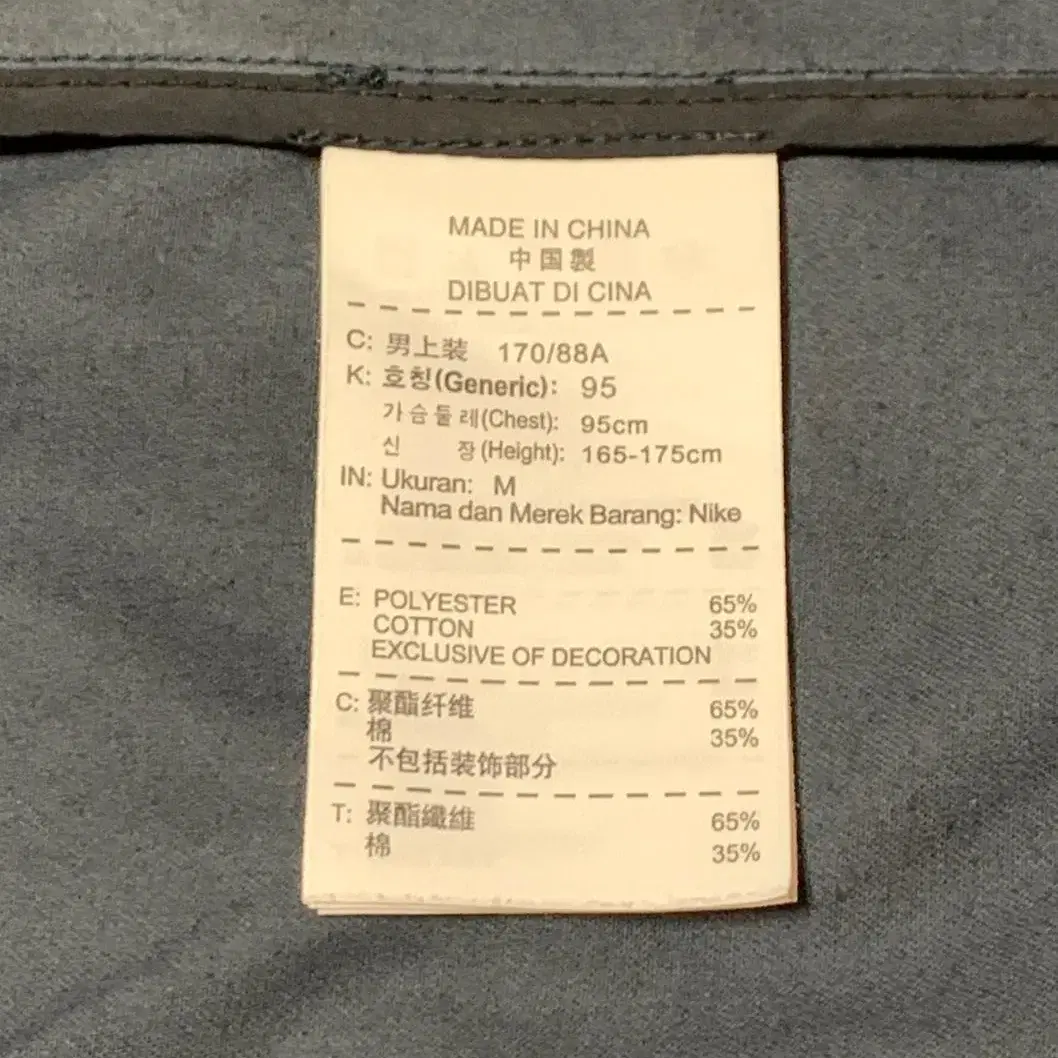 MADE IN CHINA
中国製
DIBUAT DI CINA
C: 男上装 170/88A
K: 호칭(Generic): 95
가슴둘레(Chest): 95cm
신 장(Height): 165-175cm
IN: Ukuran: M
Nama dan Merek Barang: Nike
E: POLYESTER 65%
COTTON 35%
EXCLUSIVE OF DECORATION
C: 聚酯纤维 65%
棉 35%
不包括装饰部分
T: 聚酯纖維 65%
棉 35%